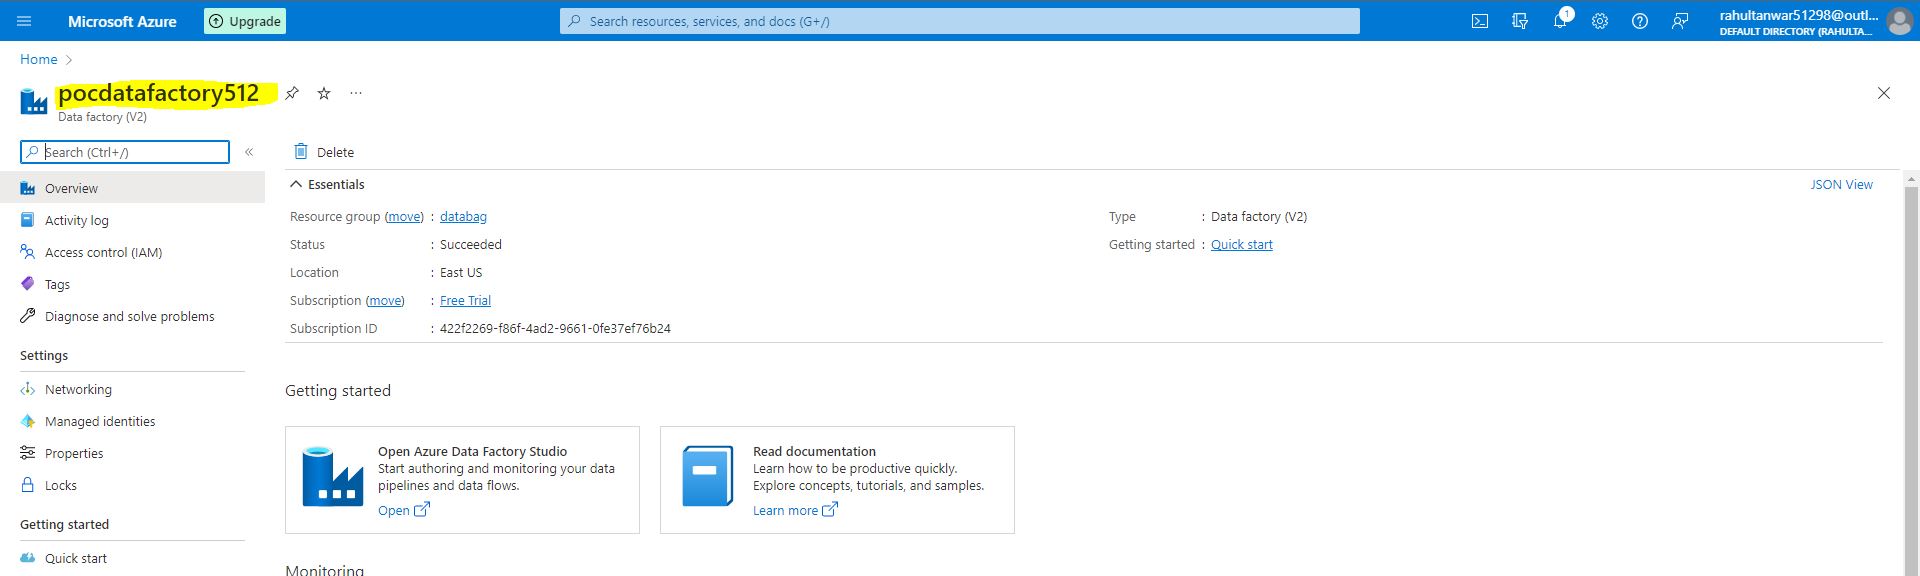 Microsoft Azure
Upgrade
Search resources, services, and docs (G+/)
1
rahultanwar51298@outl...
DEFAULT DIRECTORY (RAHULTA...
Home
pocdatafactory512
Data factory (V2)
Search (Ctrl+/)
Delete
Overview
Activity log
Access control (IAM)
Tags
Diagnose and solve problems
Settings
Networking
Managed identities
Properties
Locks
Getting started
Quick start
Essentials
JSON View
Resource group (move) : databag
Status : Succeeded
Location : East US
Subscription (move) : Free Trial
Subscription ID : 422f2269-f86f-4ad2-9661-0fe37ef76b24
Type : Data factory (V2)
Getting started : Quick start
Getting started
Open Azure Data Factory Studio
Start authoring and monitoring your data
pipelines and data flows.
Open
Read documentation
Learn how to be productive quickly.
Explore concepts, tutorials, and samples.
Learn more
Monitoring